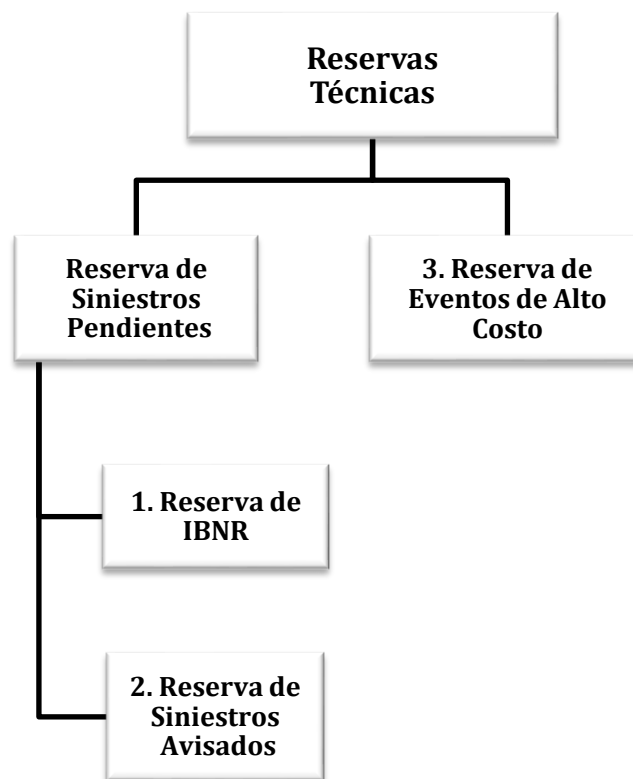 Reservas
Técnicas
Reserva de
Siniestros
Pendientes
3. Reserva de
Eventos de Alto
Costo
1. Reserva de
IBNR
2. Reserva de
Siniestros
Avisados